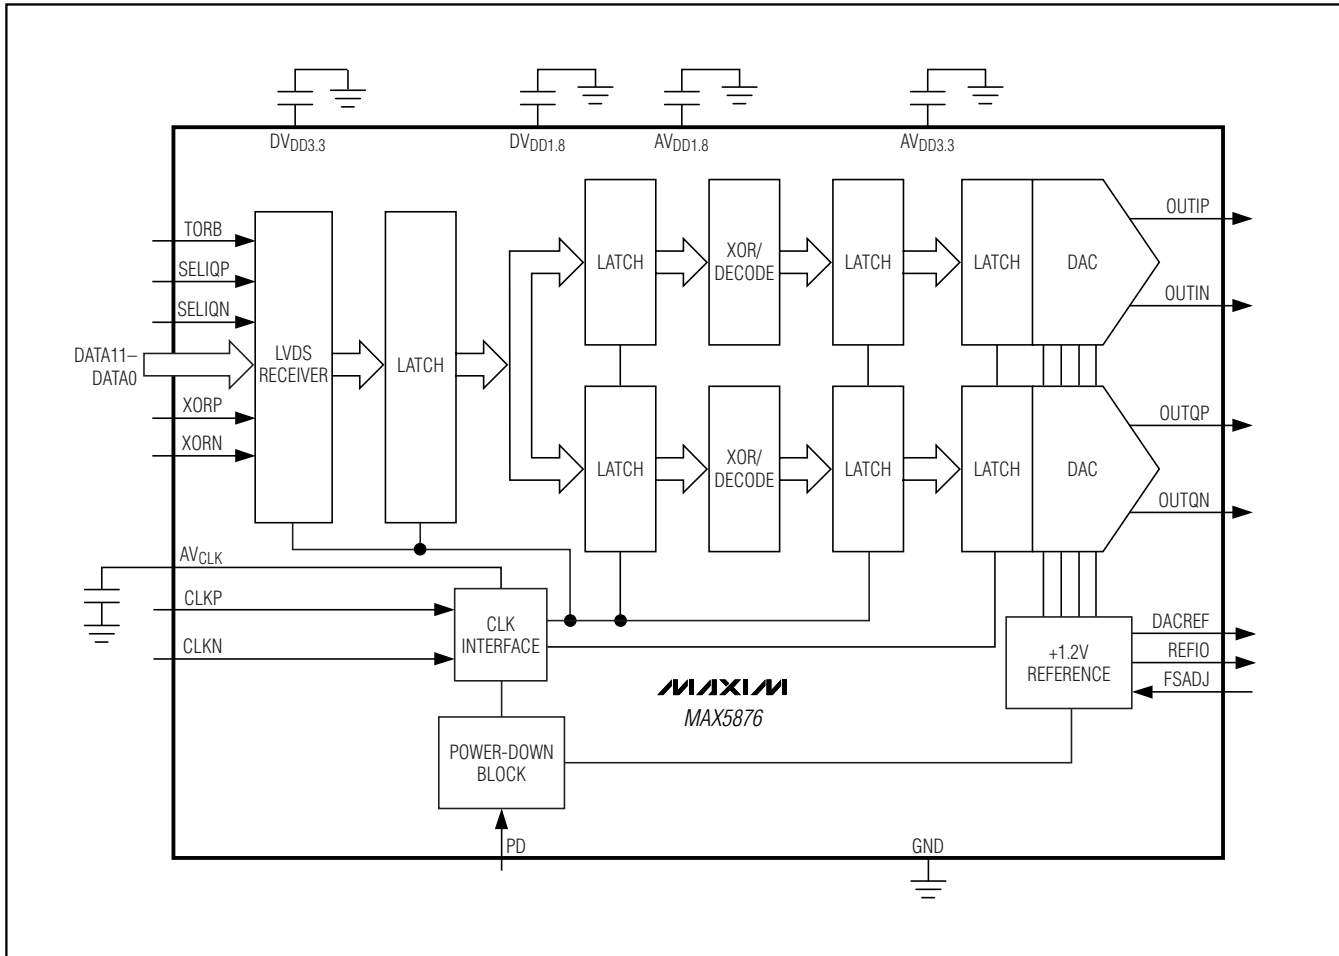 DVDD3.3
DVDD1.8
AVDD1.8
AVDD3.3
TORB
SELIQP
SELIQN
DATA11–
DATA0
XORP
XORN
LVDS
RECEIVER
LATCH
LATCH
XOR/
DECODE
LATCH
LATCH
DAC
OUTIP
OUTIN
LATCH
XOR/
DECODE
LATCH
LATCH
DAC
OUTQP
OUTQN
AVCLK
CLKP
CLKN
CLK
INTERFACE
+1.2V
REFERENCE
DACREF
REFIO
FSADJ
MAXIM
MAX5876
POWER-DOWN
BLOCK
PD
GND